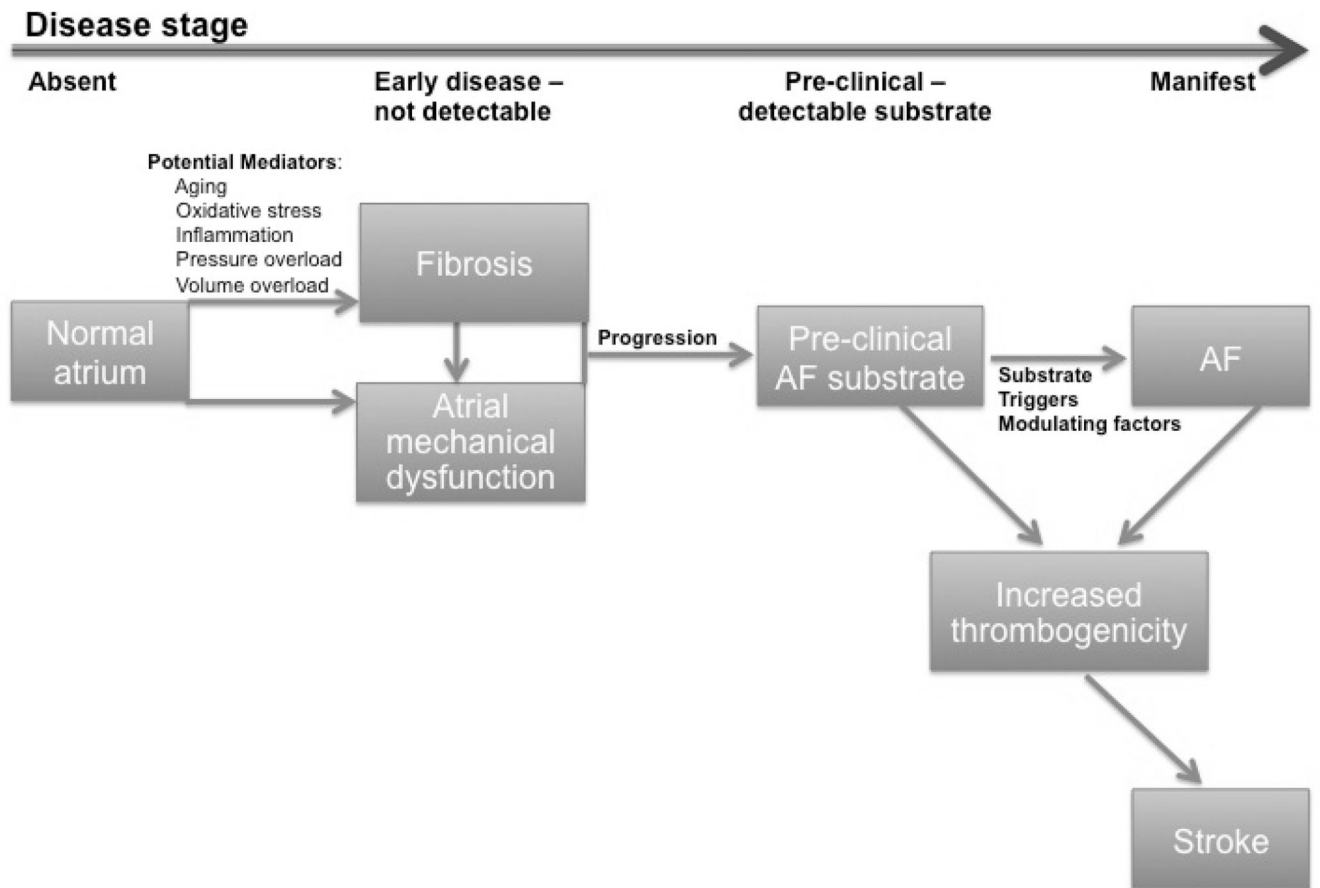 Disease stage
Absent
Early disease –
not detectable
Pre-clinical –
detectable substrate
Manifest
Potential Mediators:
Aging
Oxidative stress
Inflammation
Pressure overload
Volume overload
Normal
atrium
Fibrosis
Atrial
mechanical
dysfunction
Progression
Pre-clinical
AF substrate
Substrate
Triggers
Modulating factors
AF
Increased
thrombogenicity
Stroke